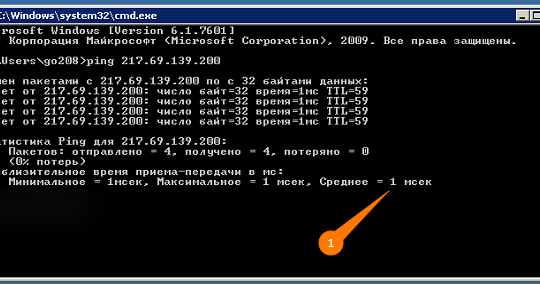 C:\Windows\system32\cmd.exe
crosoft Windows [Version 6.1.7601]
Корпорация Майкрософт (Microsoft Corporation), 2009. Все права защищены.
\Users\go208>ping 217.69.139.200
мен пакетами с 217.69.139.200 по с 32 байтами данных:
ет от 217.69.139.200: число байт=32 время=1мс TTL=59
ет от 217.69.139.200: число байт=32 время=1мс TTL=59
ет от 217.69.139.200: число байт=32 время=1мс TTL=59
ет от 217.69.139.200: число байт=32 время=1мс TTL=59
атистика Ping для 217.69.139.200:
Пакетов: отправлено = 4, получено = 4, потеряно = 0
(0% потерь)
иблизительное время приема-передачи в мс:
Минимальное = 1мсек, Максимальное = 1 мсек, Среднее = 1 мсек
1